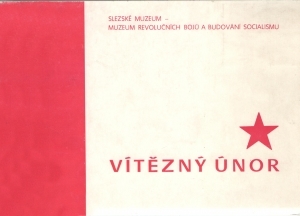 SLEZSKÉ MUZEUM –
MUZEUM REVOLUČNÍCH BOJŮ A BUDOVÁNÍ SOCIALISMU
VÍTĚZNÝ ÚNOR